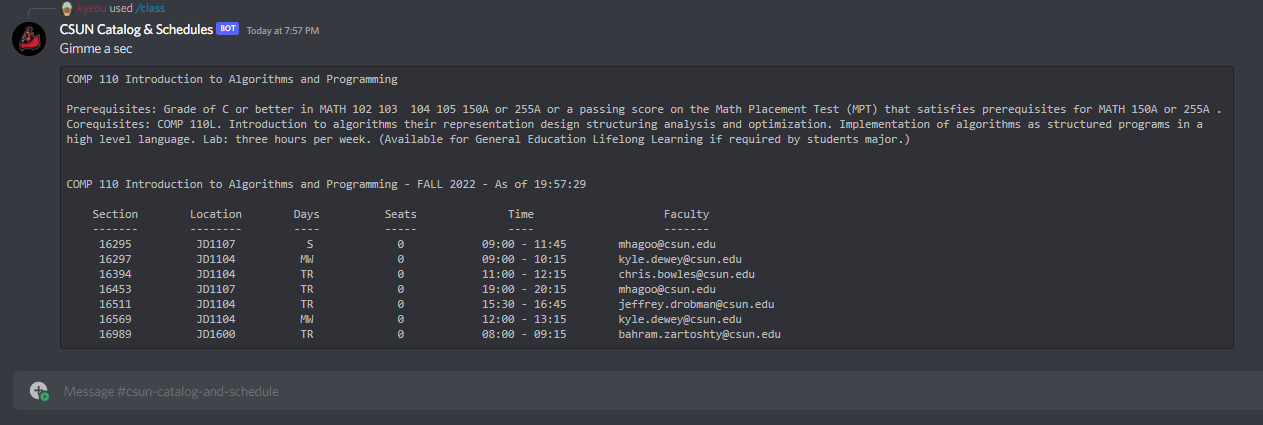 kyeou used /class
CSUN Catalog & Schedules BOT Today at 7:57 PM
Gimme a sec
COMP 110 Introduction to Algorithms and Programming
Prerequisites: Grade of C or better in MATH 102 103  104 105 150A or 255A or a passing score on the Math Placement Test (MPT) that satisfies prerequisites for MATH 150A or 255A .
Corequisites: COMP 110L. Introduction to algorithms their representation design structuring analysis and optimization. Implementation of algorithms as structured programs in a
high level language. Lab: three hours per week. (Available for General Education Lifelong Learning if required by students major.)
COMP 110 Introduction to Algorithms and Programming - FALL 2022 - As of 19:57:29
Section Location Days Seats Time Faculty
------- -------- ---- ----- ---- -------
16295 JD1107 S 0 09:00 - 11:45 mhagoo@csun.edu
16297 JD1104 MW 0 09:00 - 10:15 kyle.dewey@csun.edu
16394 JD1104 TR 0 11:00 - 12:15 chris.bowles@csun.edu
16453 JD1107 TR 0 19:00 - 20:15 mhagoo@csun.edu
16511 JD1104 TR 0 15:30 - 16:45 jeffrey.drobman@csun.edu
16569 JD1104 MW 0 12:00 - 13:15 kyle.dewey@csun.edu
16989 JD1600 TR 0 08:00 - 09:15 bahram.zartoshty@csun.edu
Message #csun-catalog-and-schedule